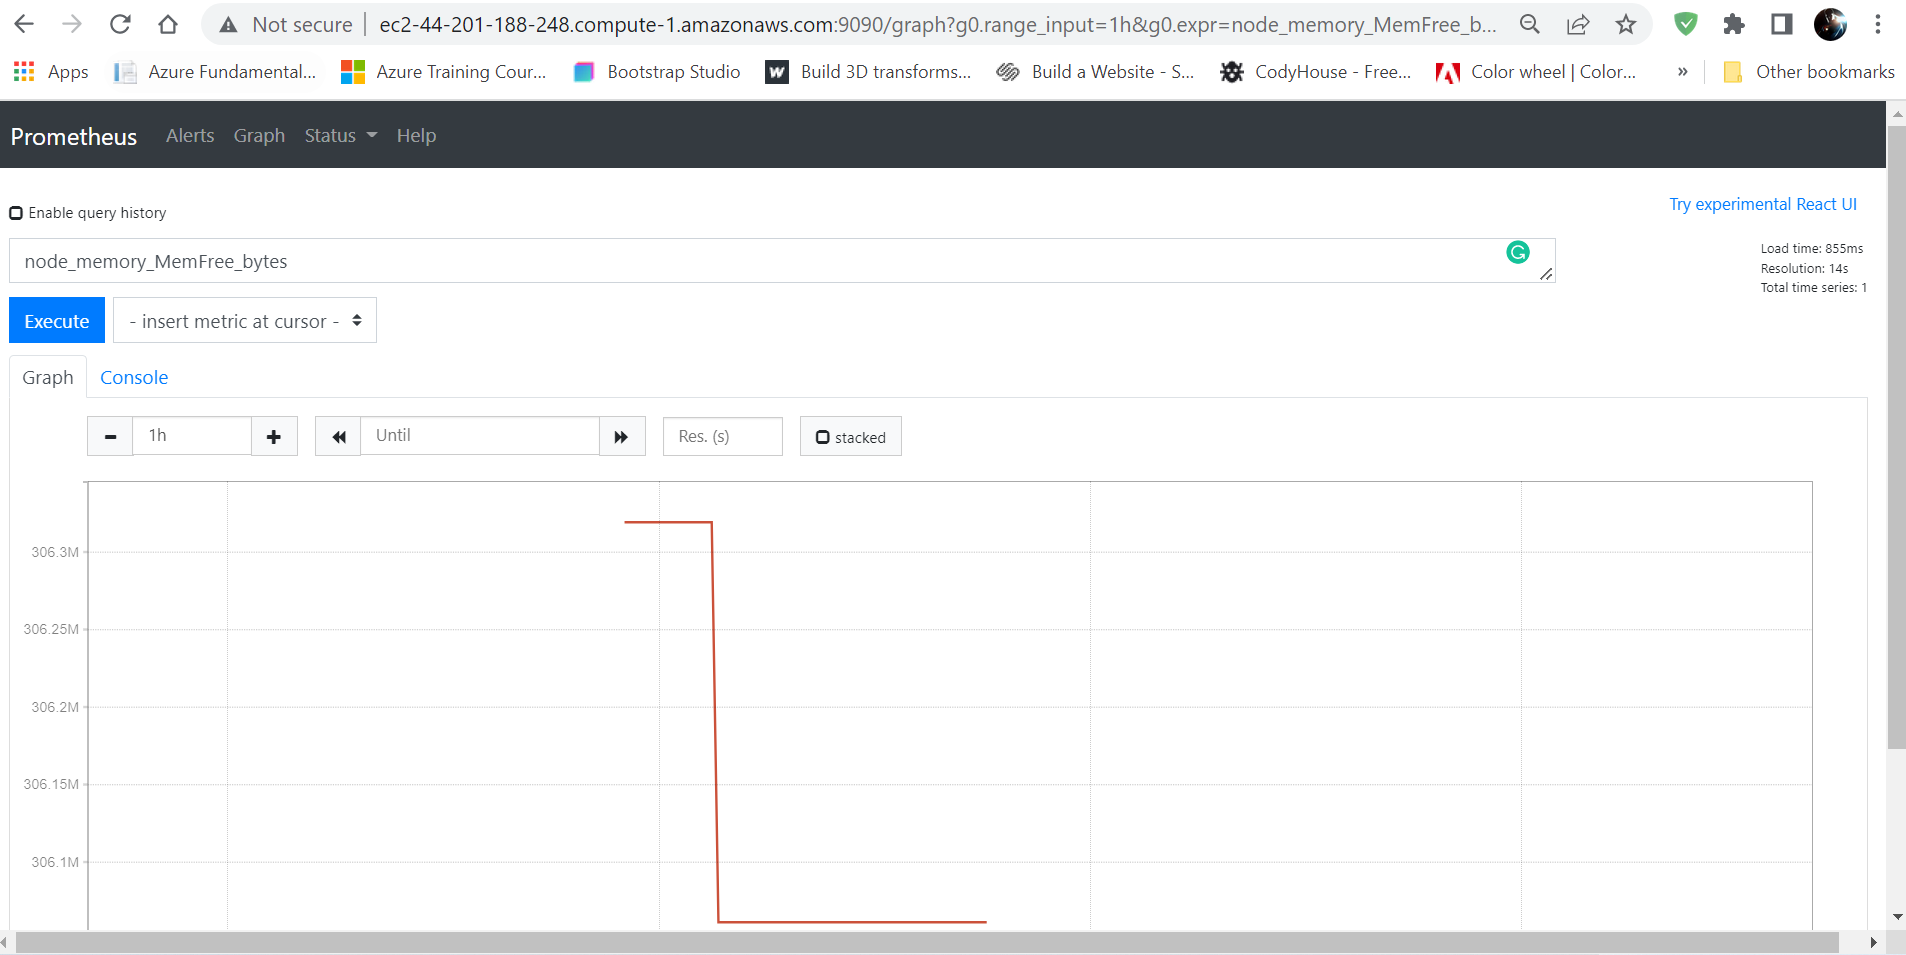 Not secure | ec2-44-201-188-248.compute-1.amazonaws.com:9090/graph?g0.range_input=1h&g0.expr=node_memory_MemFree_b...
Apps Azure Fundamental... Azure Training Cour... Bootstrap Studio W Build 3D transforms... Build a Website - S... CodyHouse - Free... Color wheel | Color... » Other bookmarks
Prometheus Alerts Graph Status Help
Enable query history
Try experimental React UI
node_memory_MemFree_bytes
Load time: 855ms
Resolution: 14s
Total time series: 1
Execute - insert metric at cursor -
Graph Console
1h Until Res. (s) stacked
306.3M
306.25M
306.2M
306.15M
306.1M